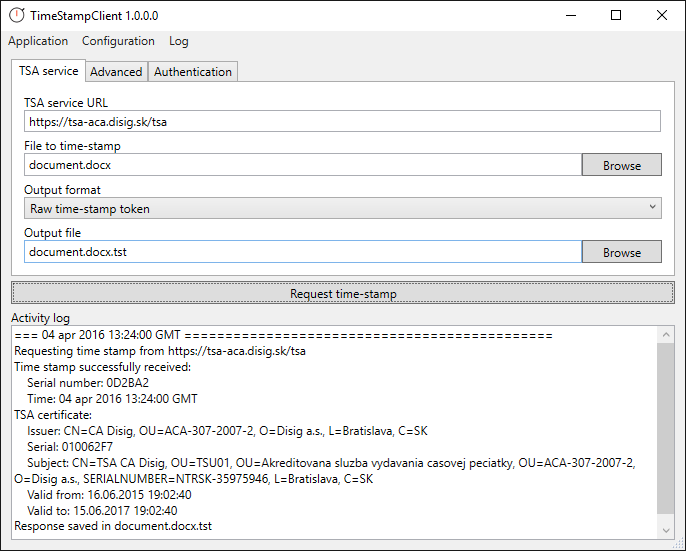 TimeStampClient 1.0.0.0
Application Configuration Log
TSA service Advanced Authentication
TSA service URL
https://tsa-aca.disig.sk/tsa
File to time-stamp
document.docx Browse
Output format
Raw time-stamp token
Output file
document.docx.tst Browse
Request time-stamp
Activity log
=== 04 apr 2016 13:24:00 GMT =============================================
Requesting time stamp from https://tsa-aca.disig.sk/tsa
Time stamp successfully received:
Serial number: 0D2BA2
Time: 04 apr 2016 13:24:00 GMT
TSA certificate:
Issuer: CN=CA Disig, OU=ACA-307-2007-2, O=Disig a.s., L=Bratislava, C=SK
Serial: 010062F7
Subject: CN=TSA CA Disig, OU=TSU01, OU=Akreditovana sluzba vydavania casovej peciatky, OU=ACA-307-2007-2,
O=Disig a.s., SERIALNUMBER=NTRSK-35975946, L=Bratislava, C=SK
Valid from: 16.06.2015 19:02:40
Valid to: 15.06.2017 19:02:40
Response saved in document.docx.tst